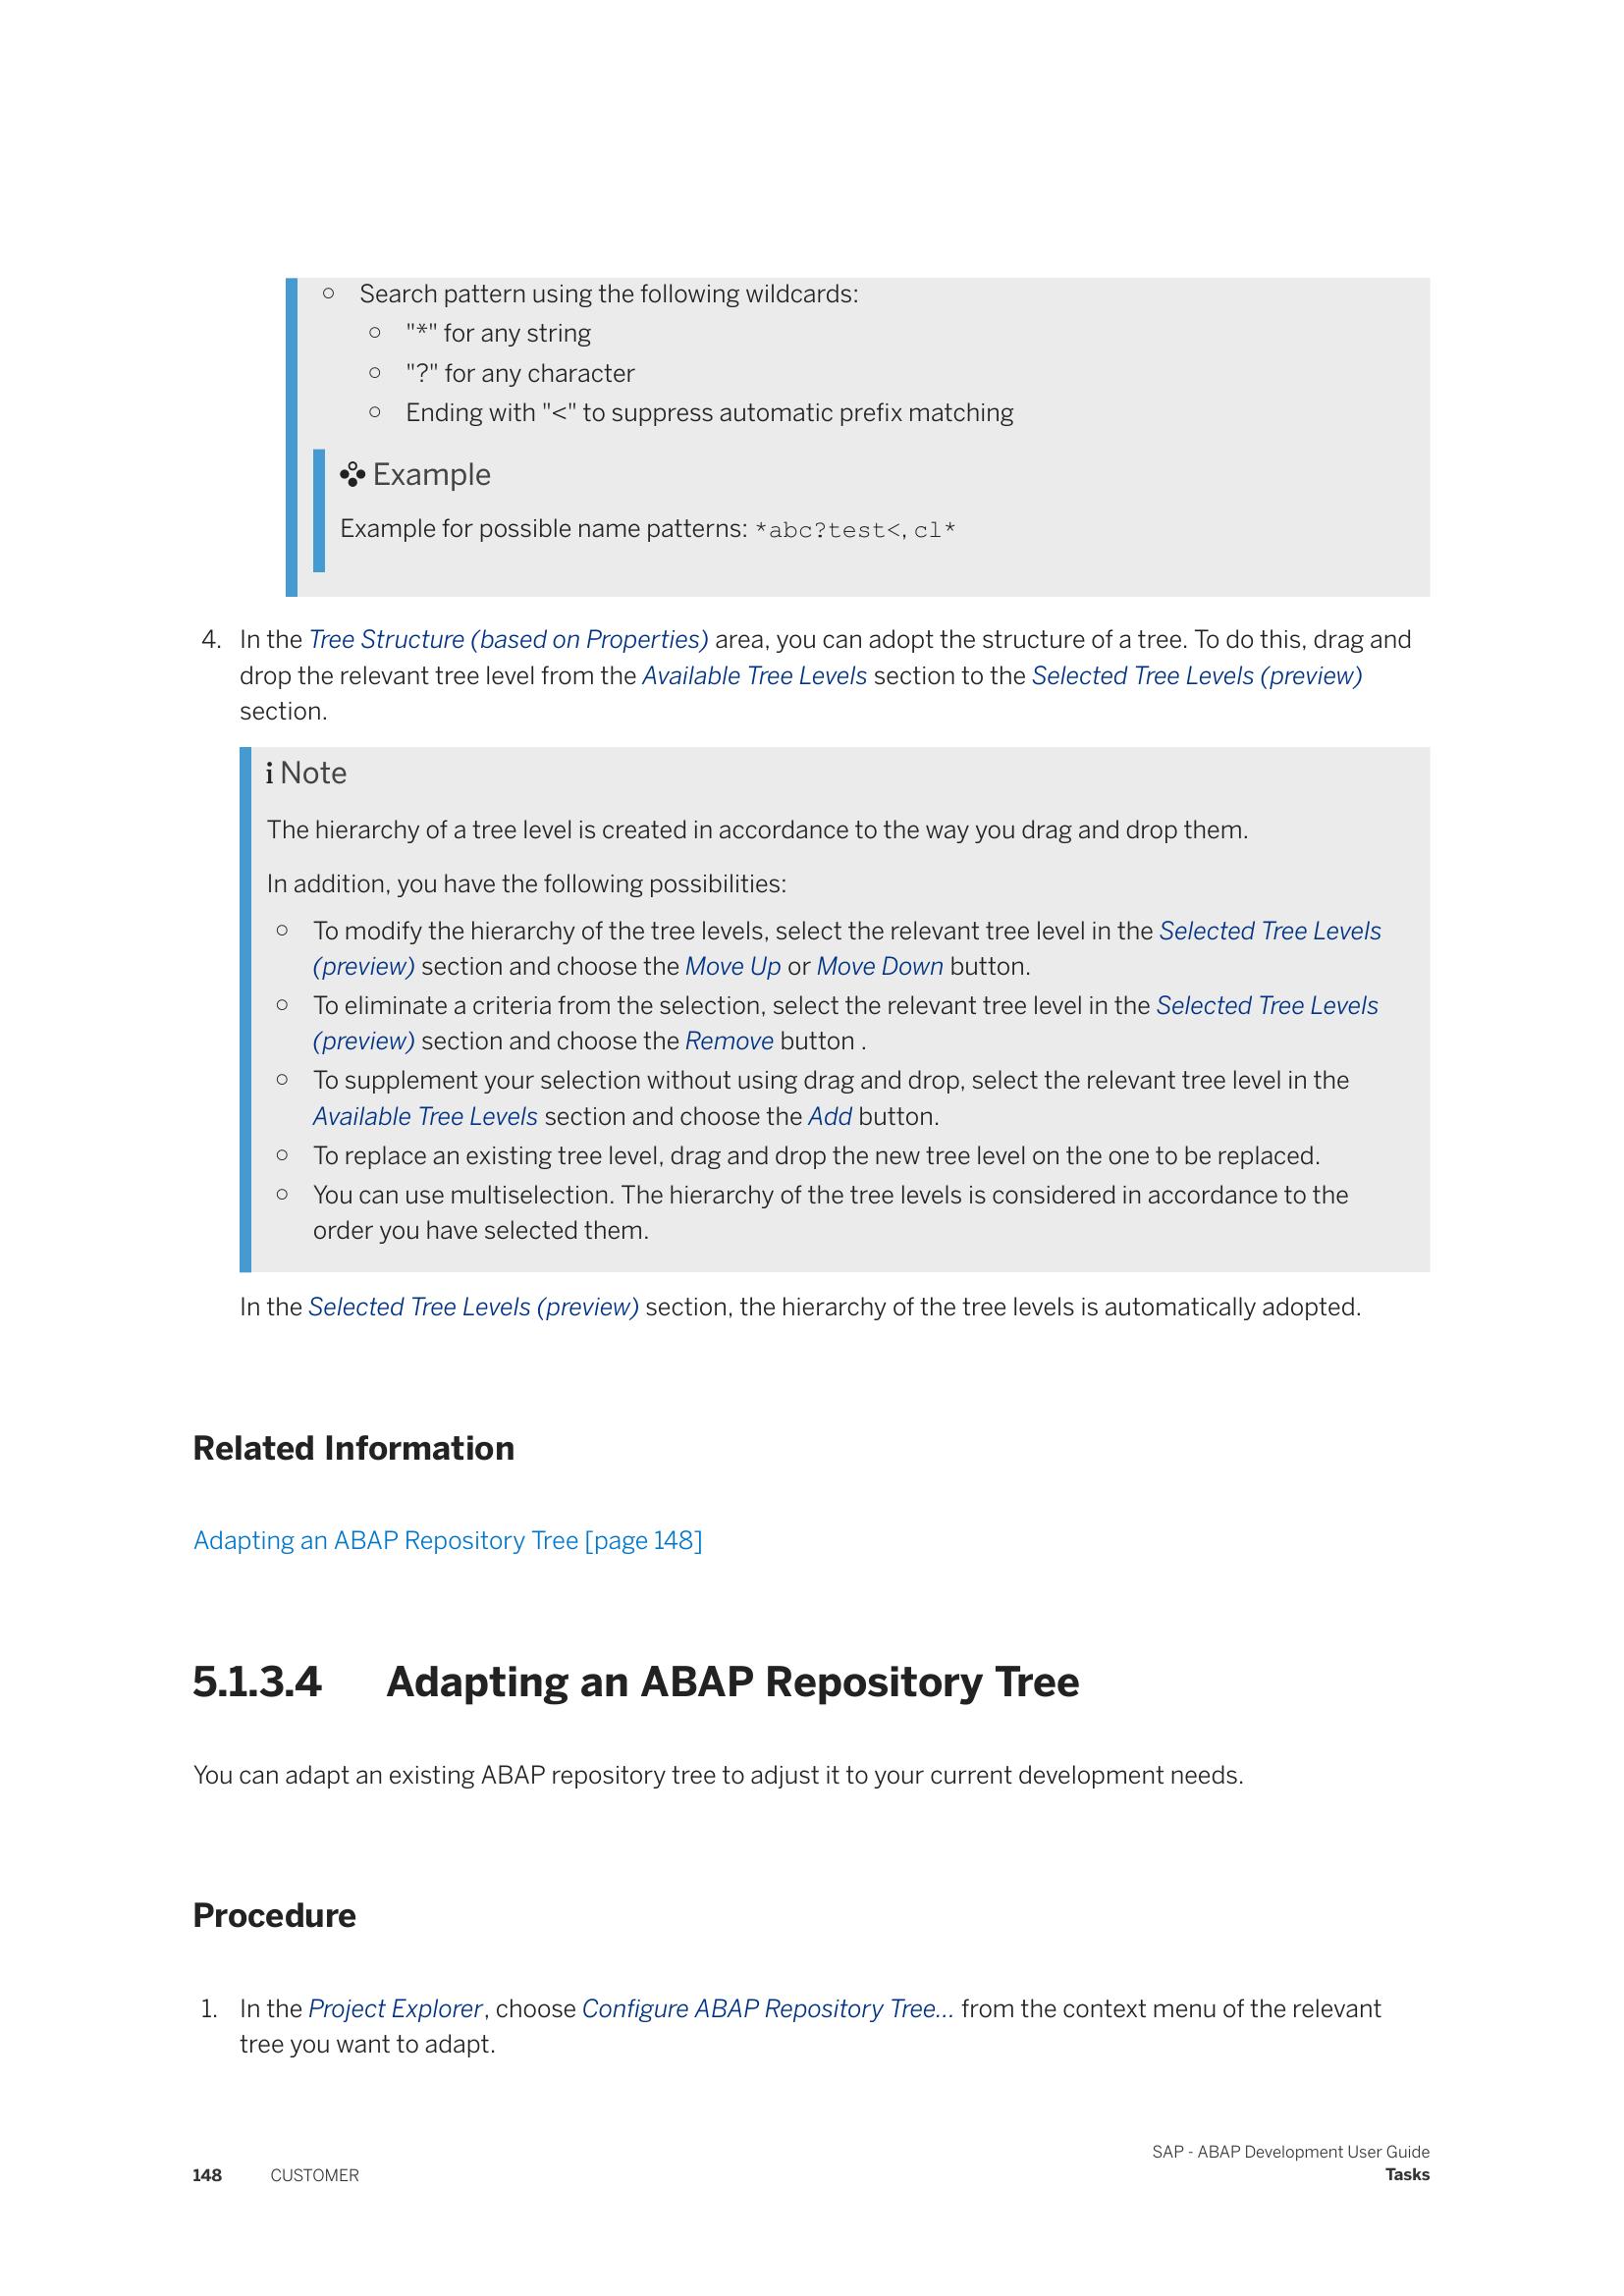 ○ Search pattern using the following wildcards:
○ "*" for any string
○ "?" for any character
○ Ending with "<" to suppress automatic prefix matching
Example
Example for possible name patterns: *abc?test<, cl*
4. In the Tree Structure (based on Properties) area, you can adopt the structure of a tree. To do this, drag and
drop the relevant tree level from the Available Tree Levels section to the Selected Tree Levels (preview)
section.
i Note
The hierarchy of a tree level is created in accordance to the way you drag and drop them.
In addition, you have the following possibilities:
○ To modify the hierarchy of the tree levels, select the relevant tree level in the Selected Tree Levels
(preview) section and choose the Move Up or Move Down button.
○ To eliminate a criteria from the selection, select the relevant tree level in the Selected Tree Levels
(preview) section and choose the Remove button .
○ To supplement your selection without using drag and drop, select the relevant tree level in the
Available Tree Levels section and choose the Add button.
○ To replace an existing tree level, drag and drop the new tree level on the one to be replaced.
○ You can use multiselection. The hierarchy of the tree levels is considered in accordance to the
order you have selected them.
In the Selected Tree Levels (preview) section, the hierarchy of the tree levels is automatically adopted.
Related Information
Adapting an ABAP Repository Tree [page 148]
5.1.3.4 Adapting an ABAP Repository Tree
You can adapt an existing ABAP repository tree to adjust it to your current development needs.
Procedure
1. In the Project Explorer, choose Configure ABAP Repository Tree... from the context menu of the relevant
tree you want to adapt.
SAP - ABAP Development User Guide
148 CUSTOMER Tasks